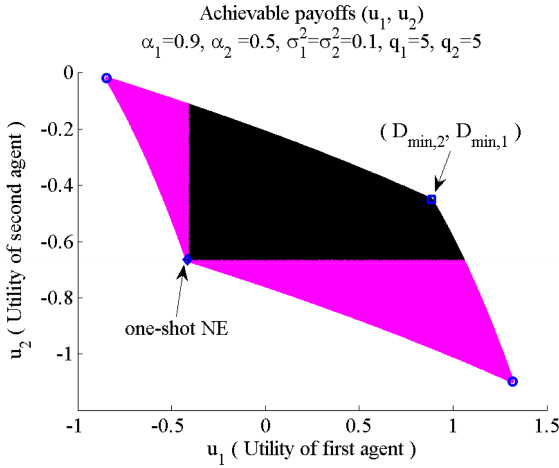 Achievable payoffs (u₁, u₂)
α₁=0.9, α₂ =0.5, σ₁²=σ₂²=0.1, q₁=5, q₂=5
0
-0.2
-0.4
-0.6
-0.8
-1
u₂ ( Utility of second agent )
( D_min,2, D_min,1 )
one-shot NE
-1
-0.5
0
0.5
1
1.5
u₁ ( Utility of first agent )